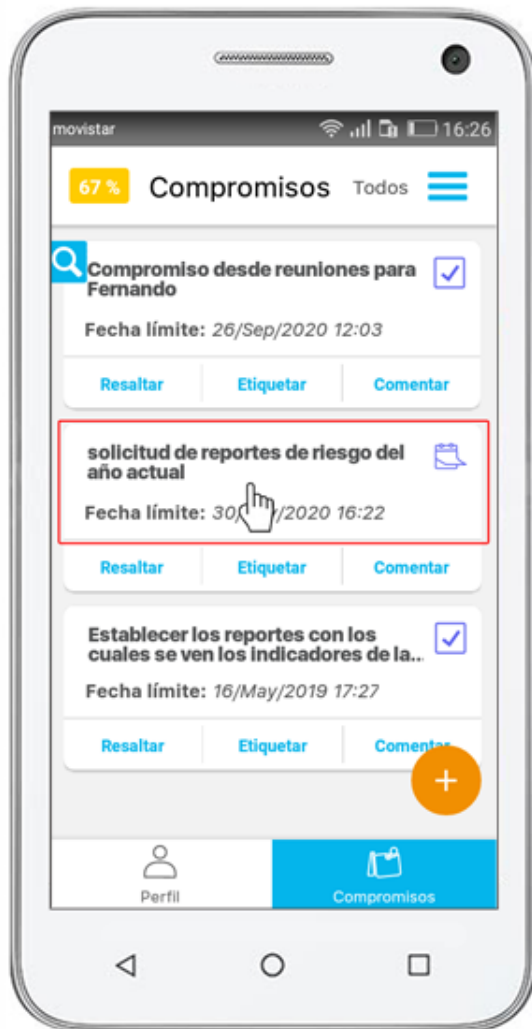 movistar 16:26
67 % Compromisos Todos
Compromiso desde reuniones para
Fernando
Fecha límite: 26/Sep/2020 12:03
Resaltar Etiquetar Comentar
solicitud de reportes de riesgo del
año actual
Fecha límite: 30/ /2020 16:22
Resaltar Etiquetar Comentar
Establecer los reportes con los
cuales se ven los indicadores de la..
Fecha límite: 16/May/2019 17:27
Resaltar Etiquetar Comentar
+
Perfil Compromisos